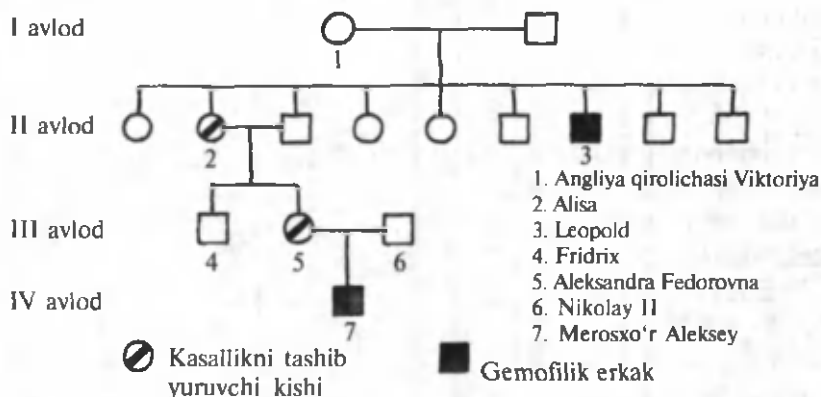 I avlod
1
II avlod
2
3
1. Angliya qirolichasi Viktoriya
2. Alisa
3. Leopold
4. Fridrix
5. Aleksandra Fedorovna
6. Nikolay II
7. Merosxo'r Aleksey
III avlod
4
5
6
IV avlod
7
Kasallikni tashib
yuruvchi kishi
Gemofilik erkak